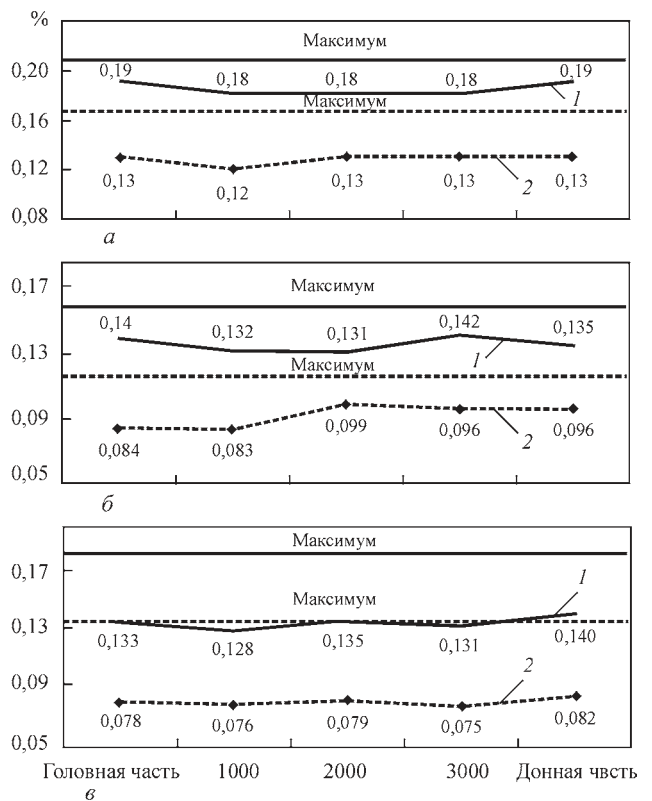 %
Максимум
0,20
0,19 0,18 0,18 0,18 0,19
Максимум
1
0,16
0,12
0,13 0,12 0,13 0,13 2 0,13
0,08
а
0,17
Максимум
0,14 0,132 0,131 0,142 0,135
0,13
Максимум
1
0,09
0,084 0,083 0,099 0,096 2 0,096
0,05
б
Максимум
0,17
1
Максимум
0,13
0,133 0,128 0,135 0,131 0,140
2
0,09
0,078 0,076 0,079 0,075 0,082
0,05
Головная часть 1000 2000 3000 Донная чвсть
в